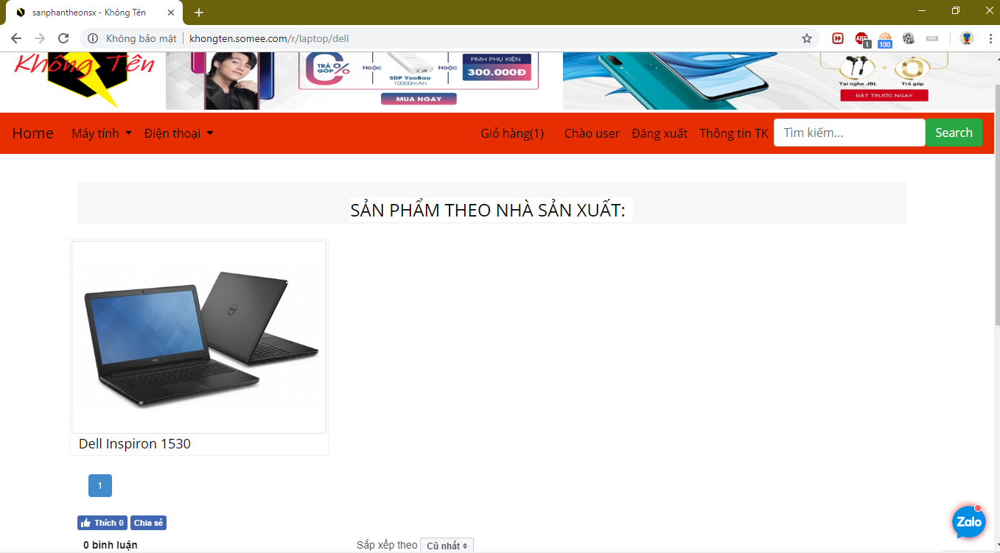 sanphantheonsx - Không Tên
Không bảo mật
khongten.somee.com/r/laptop/dell
ABP
1
100
Không Tên
TRẢ GÓP
0%
Hoặc
SDP YooBao
10000mAh
Hoặc
PMH PHỤ KIỆN
300.000Đ
MUA NGAY
Tai nghe JBL
+
Trả góp
ĐẶT TRƯỚC NGAY
Home
Máy tính
Điện thoại
Giỏ hàng(1)
Chào user
Đăng xuất
Thông tin TK
Tìm kiếm...
Search
SẢN PHẨM THEO NHÀ SẢN XUẤT:
DELL
Dell Inspiron 1530
1
Thích 0
Chia sẻ
0 bình luận
Sắp xếp theo
Cũ nhất
Zalo